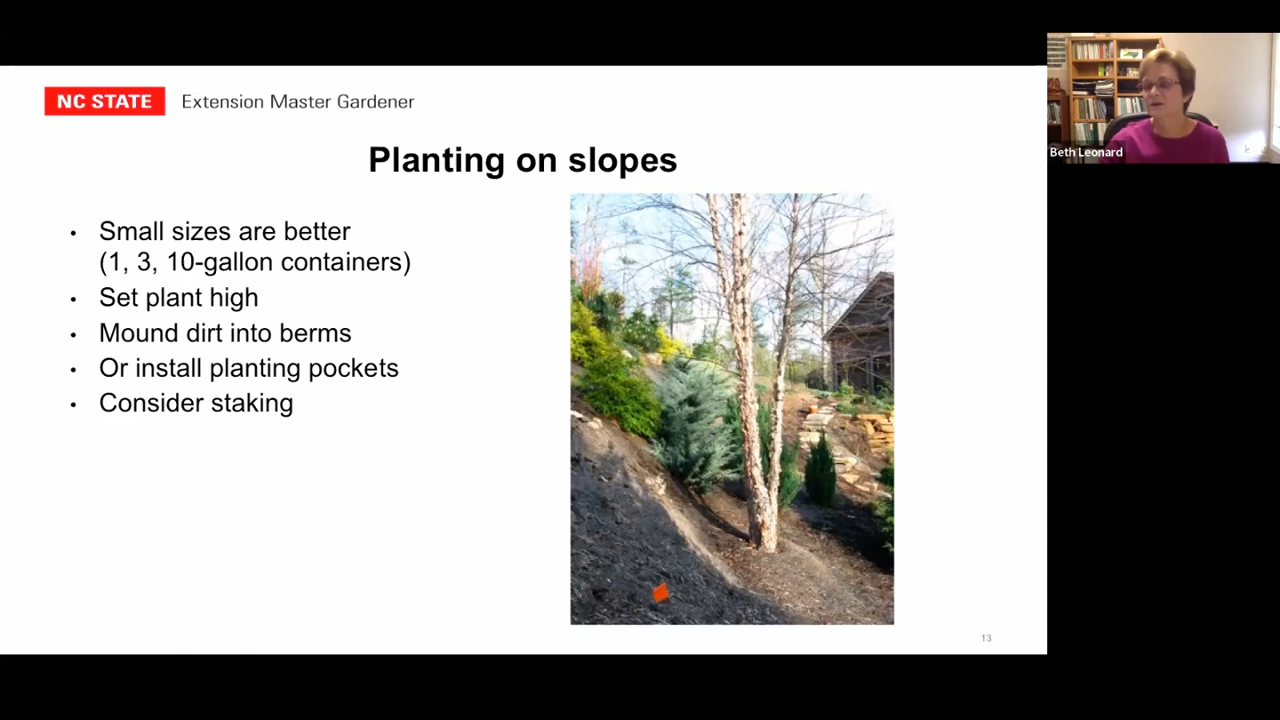 NC STATE Extension Master Gardener
Planting on slopes
• Small sizes are better
(1, 3, 10-gallon containers)
• Set plant high
• Mound dirt into berms
• Or install planting pockets
• Consider staking
13
Beth Leonard